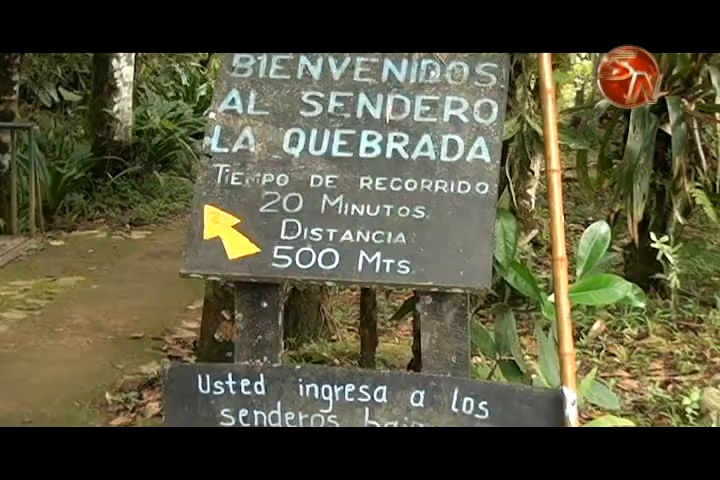 BIENVENIDOS
AL SENDERO
LA QUEBRADA
TIEMPO DE RECORRIDO
20 MINUTOS.
DISTANCIA
500 MTS.
Usted ingresa a los
senderos